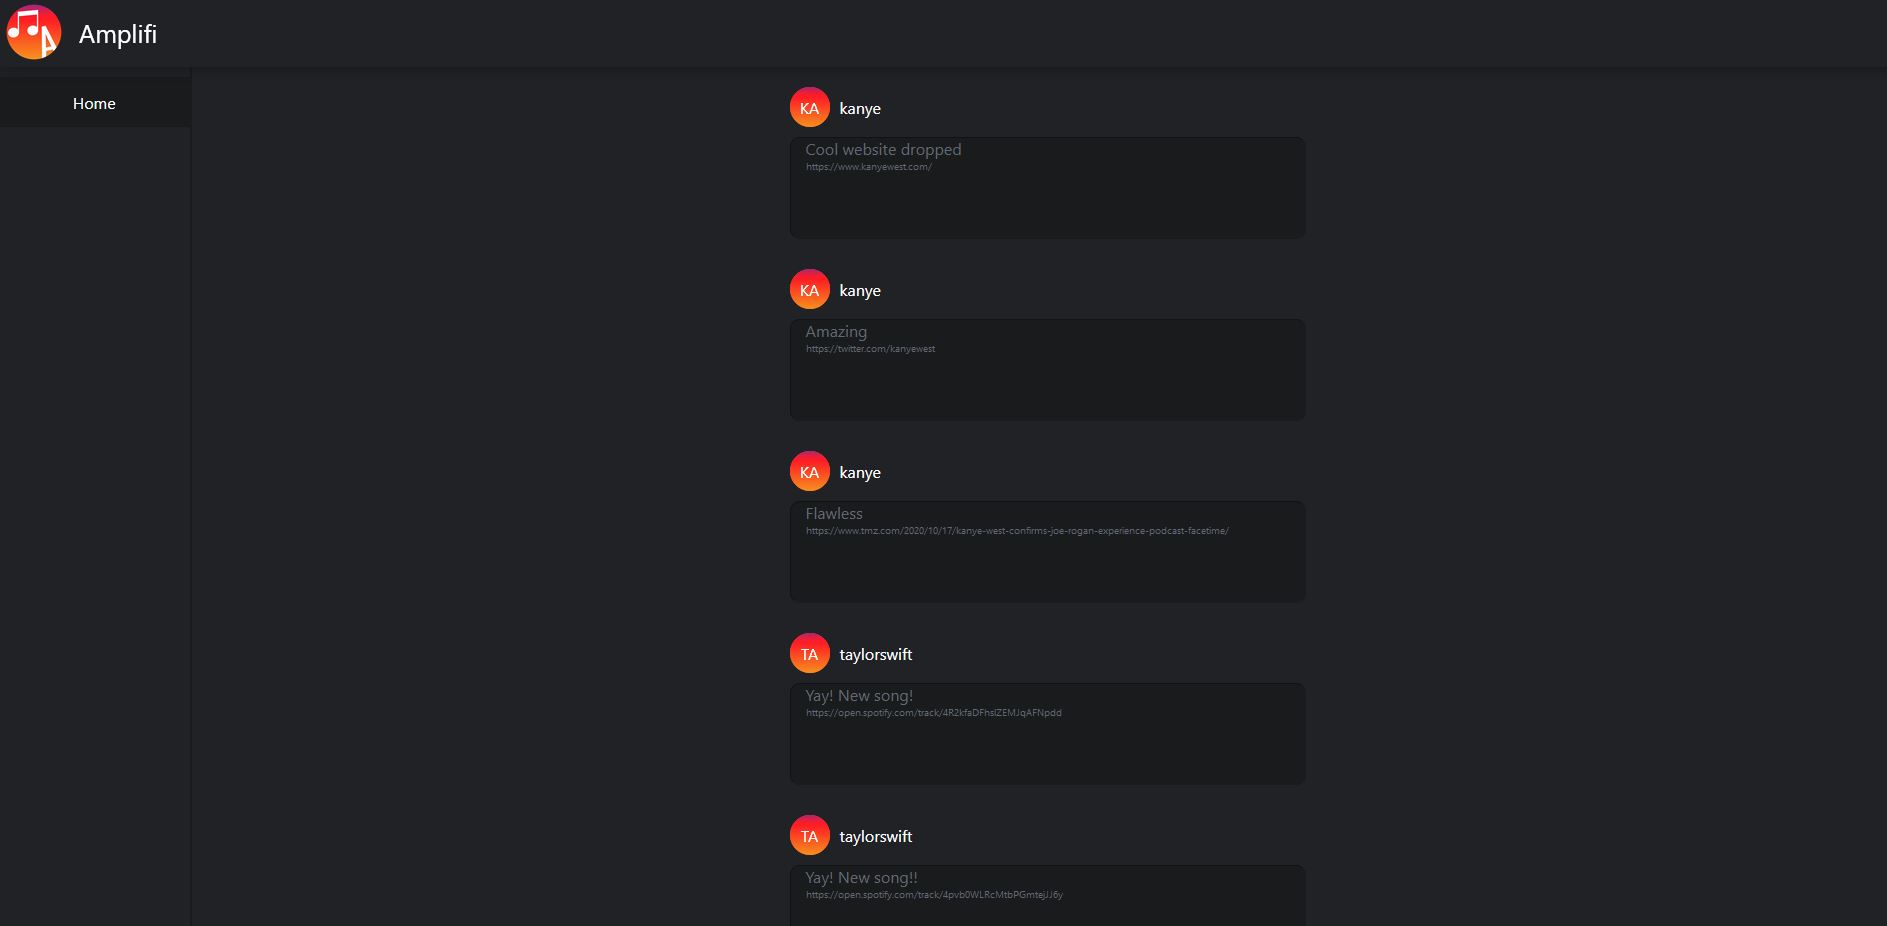 Amplifi
Home
KA kanye
Cool website dropped
https://www.kanyewest.com/
KA kanye
Amazing
https://twitter.com/kanyewest
KA kanye
Flawless
https://www.tmz.com/2020/10/17/kanye-west-confirms-joe-rogan-experience-podcast-facetime/
TA taylorswift
Yay! New song!
https://open.spotify.com/track/4R2kfaDFhslZEMJqAFNpdd
TA taylorswift
Yay! New song!!
https://open.spotify.com/track/4pvb0WLRcMtbPGmtejJJ6y